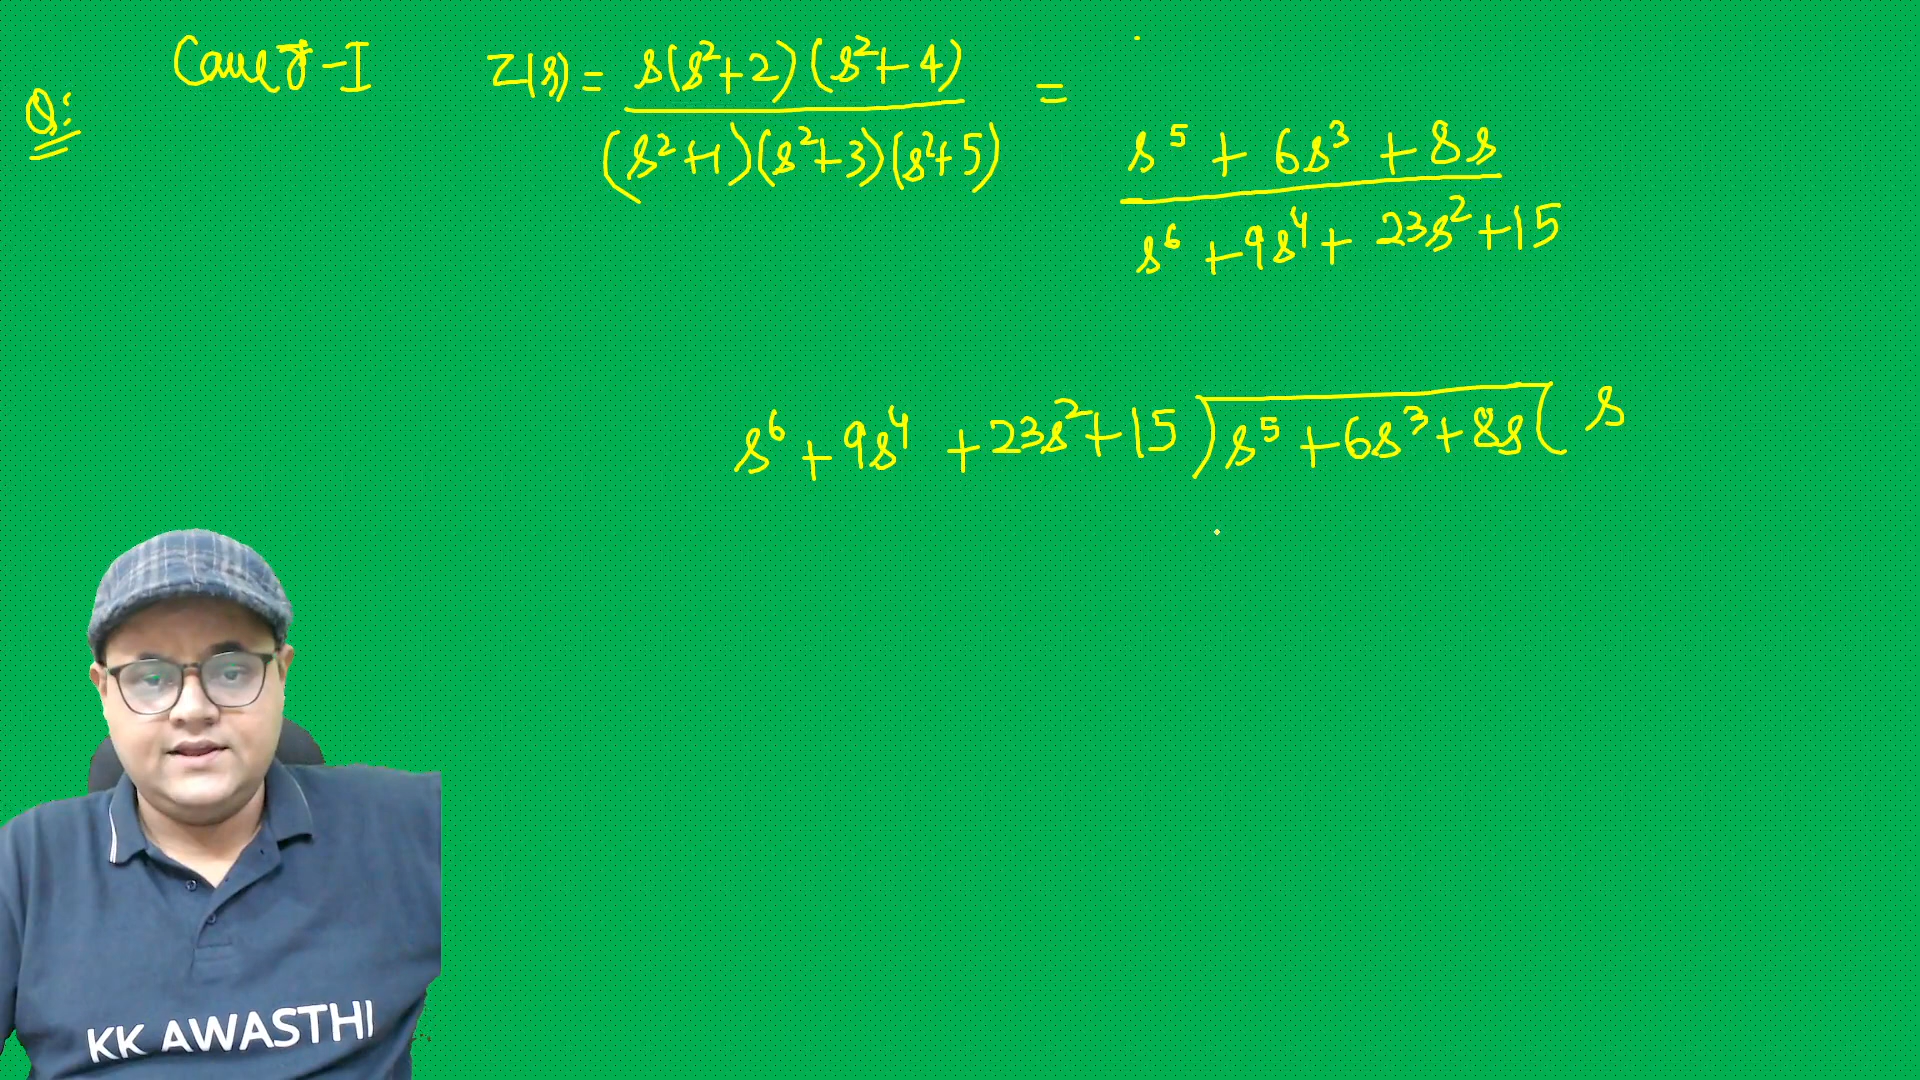 Cauer-I Z(s) = s(s²+2)(s²+4) / (s²+1)(s²+3)(s²+5) =
Q:
s⁵ + 6s³ + 8s
s⁶ + 9s⁴ + 23s² + 15
s⁶ + 9s⁴ + 23s² + 15 ) s⁵ + 6s³ + 8s ( s
KK AWASTHI